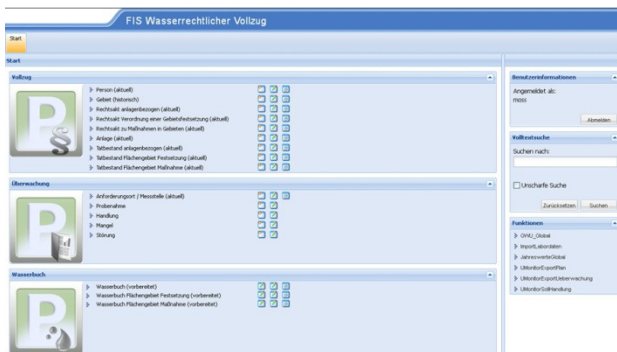 FIS Wasserrechtlicher Vollzug
Start
Start
Vollzug
Person (aktuell)
Gebiet (historisch)
Rechtsakt anlagenbezogen (aktuell)
Rechtsakt Verordnung einer Gebietsfestsetzung (aktuell)
Rechtsakt zu Maßnahmen in Gebieten (aktuell)
Anlage (aktuell)
Tatbestand anlagenbezogen (aktuell)
Tatbestand Flächengebiet Festsetzung (aktuell)
Tatbestand Flächengebiet Maßnahme (aktuell)
Überwachung
Anforderungsort / Messstelle (aktuell)
Probenahme
Handlung
Mangel
Störung
Wasserbuch
Wasserbuch (vorbereitet)
Wasserbuch Flächengebiet Festsetzung (vorbereitet)
Wasserbuch Flächengebiet Maßnahme (vorbereitet)
Benutzerinformationen
Angemeldet als:
moss
Abmelden
Volltextsuche
Suchen nach:
Unscharfe Suche
Zurücksetzen Suchen
Funktionen
GWU_Global
ImportLabordaten
JahreswerteGlobal
UMonitorExportPlan
UMonitorExportUeberwachung
UMonitorSollHandlung